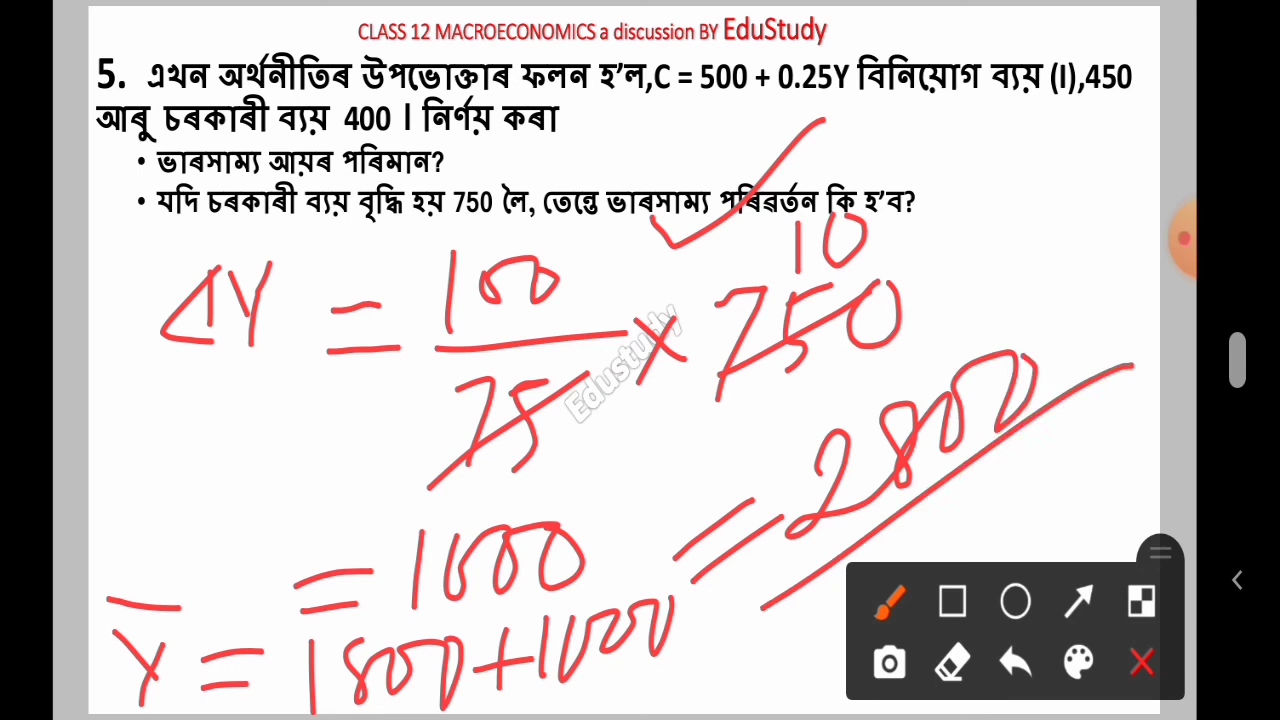 CLASS 12 MACROECONOMICS a discussion BY EduStudy
5. এখন অৰ্থনীতিৰ উপভোক্তাৰ ফলন হ’ল,C = 500 + 0.25Y বিনিয়োগ ব্যয় (I),450
আৰু চৰকাৰী ব্যয় 400 । নিৰ্ণয় কৰা
• ভাৰসাম্য আয়ৰ পৰিমান?
• যদি চৰকাৰী ব্যয় বৃদ্ধি হয় 750 লৈ, তেন্তে ভাৰসাম্য পৰিৱৰ্তন কি হ’ব?
10
ΔY = 100/75 × 750
Edustudy
= 1000
Y = 1800 + 1000 = 2800